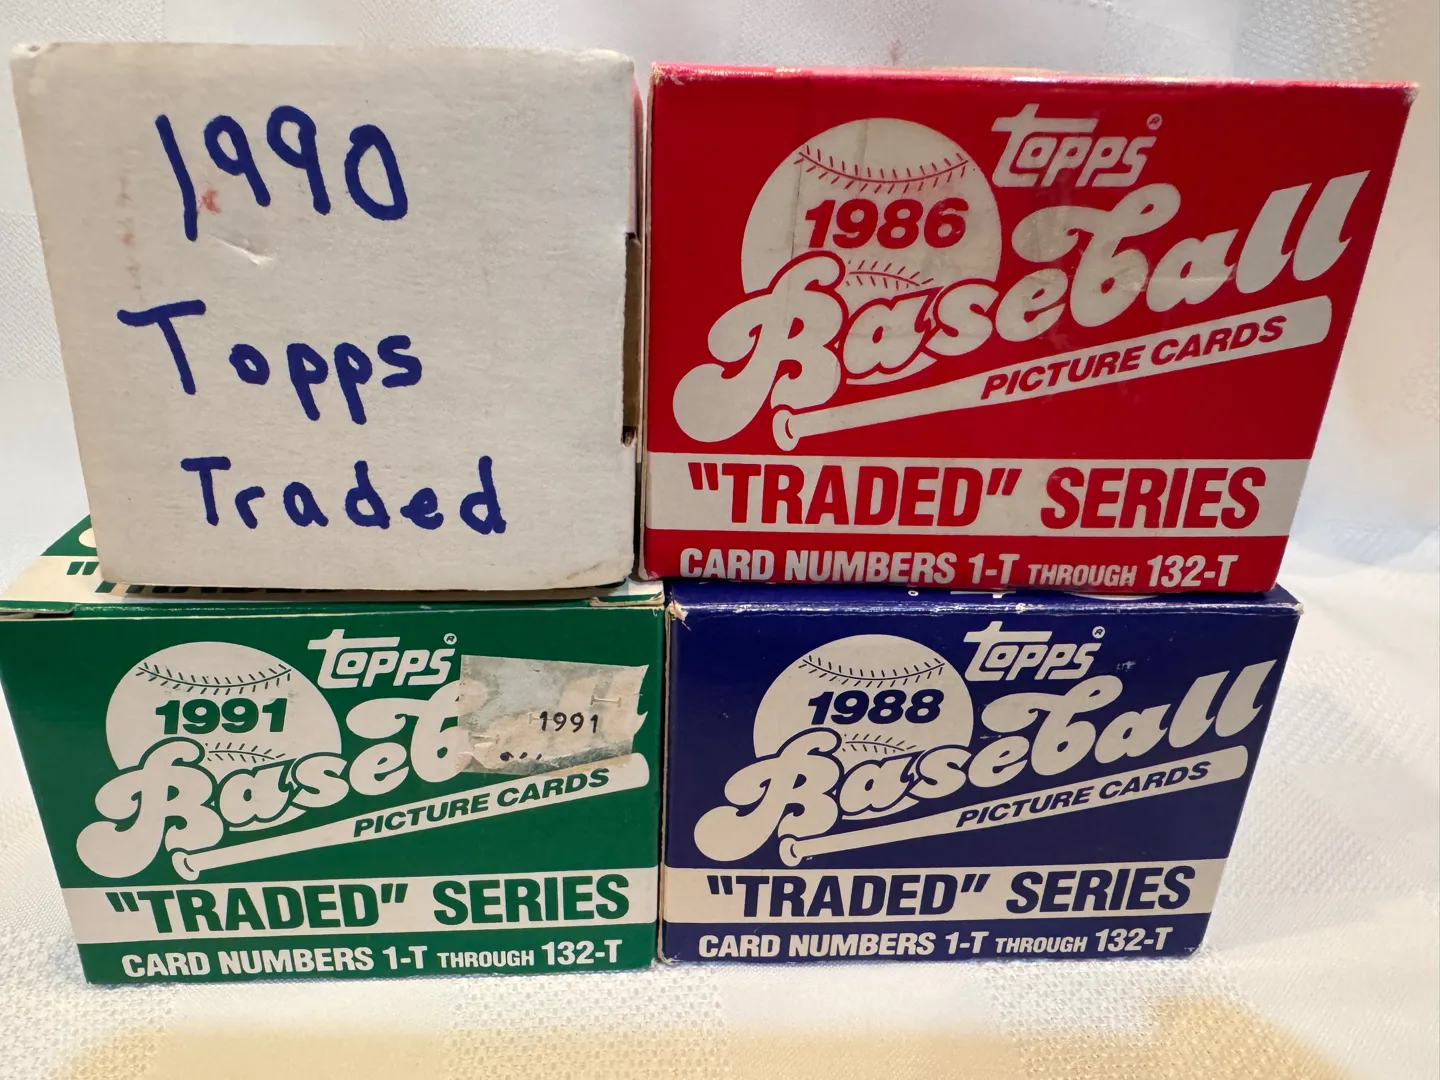 1990
Topps
Traded
Topps®
1986
Baseball
PICTURE CARDS
"TRADED" SERIES
CARD NUMBERS 1-T THROUGH 132-T
Topps®
1991
Baseb
1991
PICTURE CARDS
"TRADED" SERIES
CARD NUMBERS 1-T THROUGH 132-T
Topps®
1988
Baseball
PICTURE CARDS
"TRADED" SERIES
CARD NUMBERS 1-T THROUGH 132-T